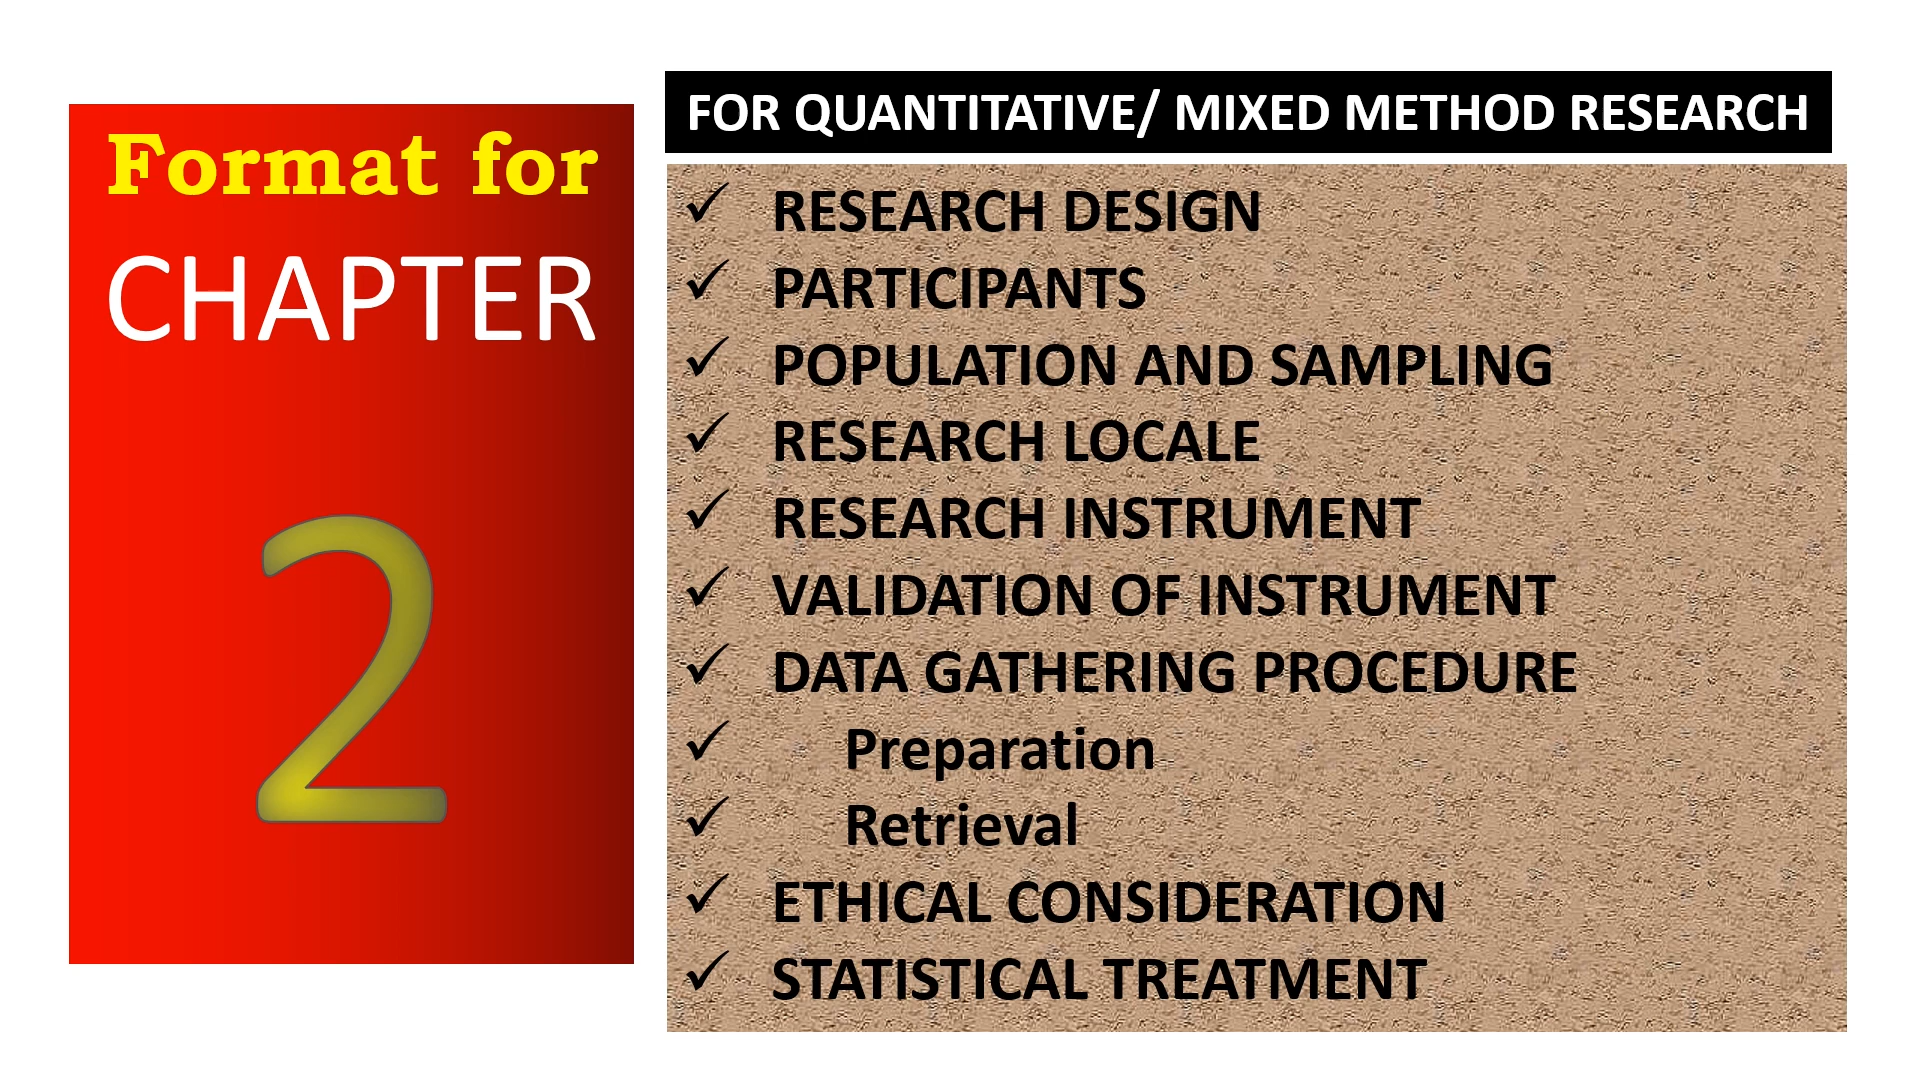 Format for
CHAPTER
2
FOR QUANTITATIVE/ MIXED METHOD RESEARCH
✓ RESEARCH DESIGN
✓ PARTICIPANTS
✓ POPULATION AND SAMPLING
✓ RESEARCH LOCALE
✓ RESEARCH INSTRUMENT
✓ VALIDATION OF INSTRUMENT
✓ DATA GATHERING PROCEDURE
✓ Preparation
✓ Retrieval
✓ ETHICAL CONSIDERATION
✓ STATISTICAL TREATMENT